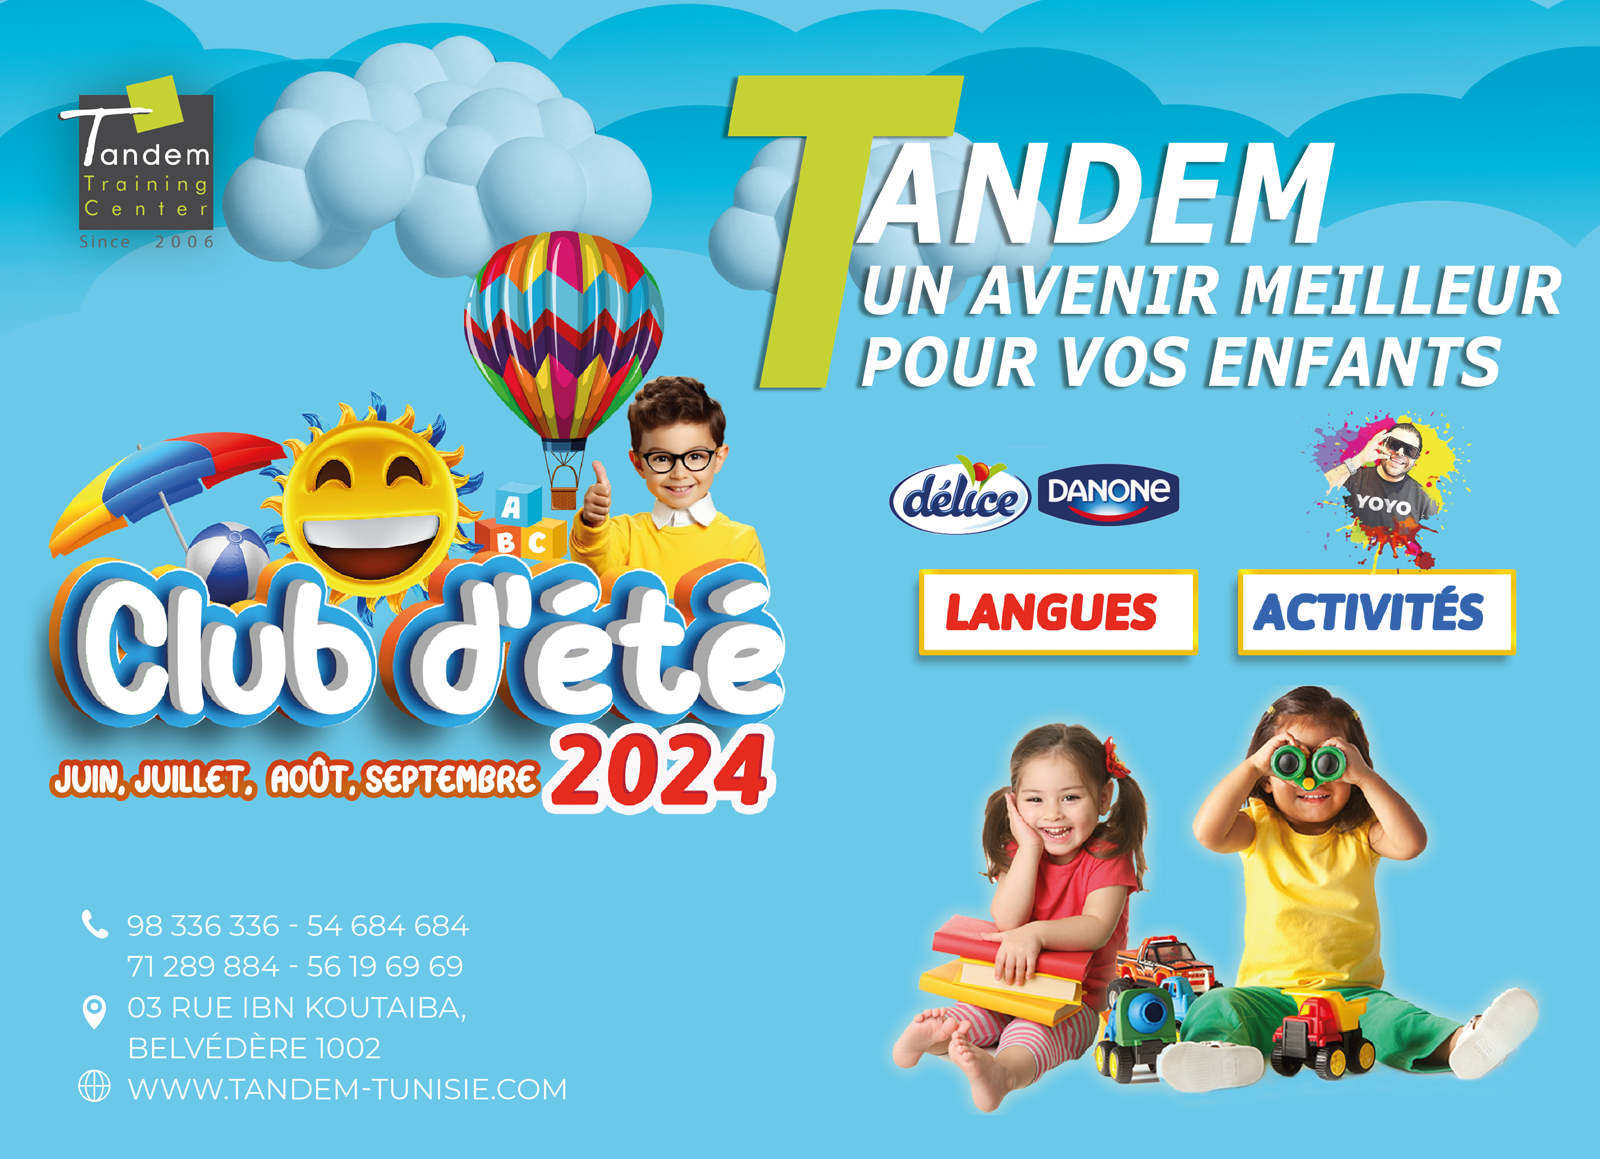 Tandem
Training
Center
Since 2006
TANDEM
UN AVENIR MEILLEUR
POUR VOS ENFANTS
délice
DANONE
YOYO
LANGUES
ACTIVITÉS
A
B C
Club d'été
2024
JUIN, JUILLET, AOÛT, SEPTEMBRE
98 336 336 - 54 684 684
71 289 884 - 56 19 69 69
03 RUE IBN KOUTAIBA,
BELVÉDÈRE 1002
WWW.TANDEM-TUNISIE.COM